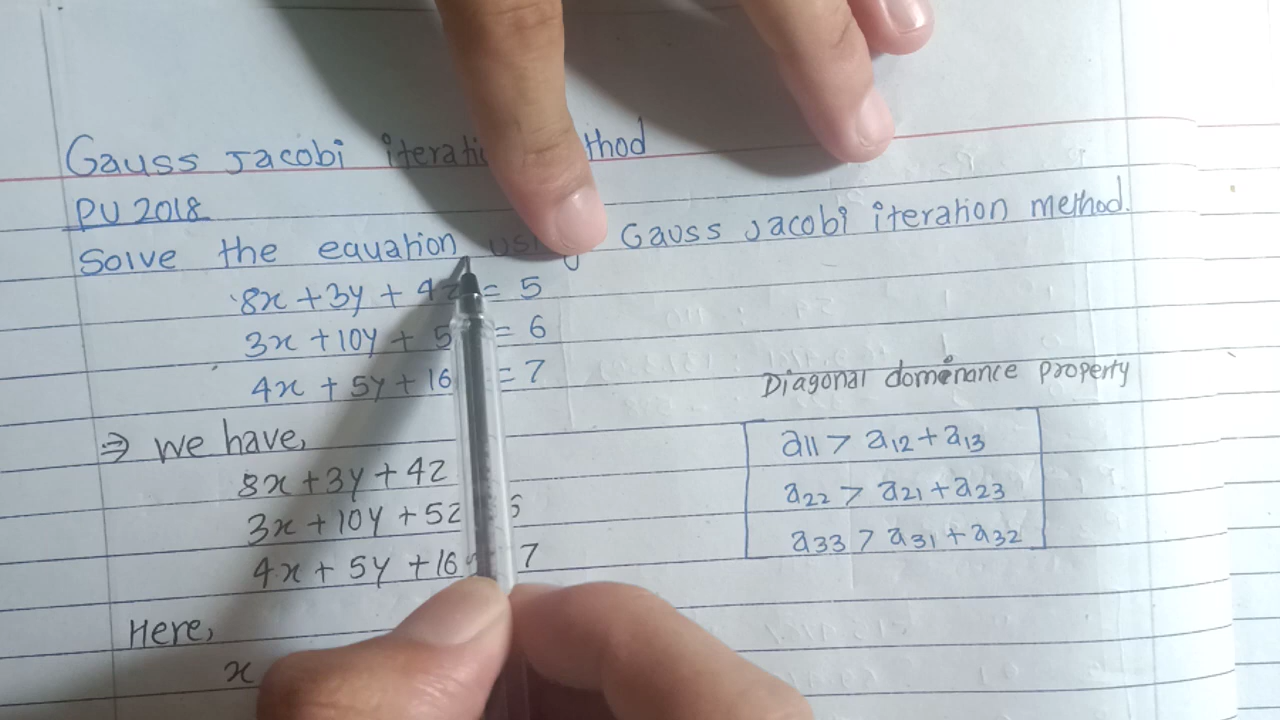 Gauss Jacobi iterati thod
PU 2018
Solve the equation Gauss Jacobi iteration method.
8x + 3y + 4z = 5
3x + 10y + 5 = 6
4x + 5y + 16 = 7
Diagonal dominance property
⇒ we have,
a11 > a12 + a13
8x + 3y + 4z
a22 > a21 + a23
3x + 10y + 5z 6
a33 > a31 + a32
4x + 5y + 16 7
Here,
x